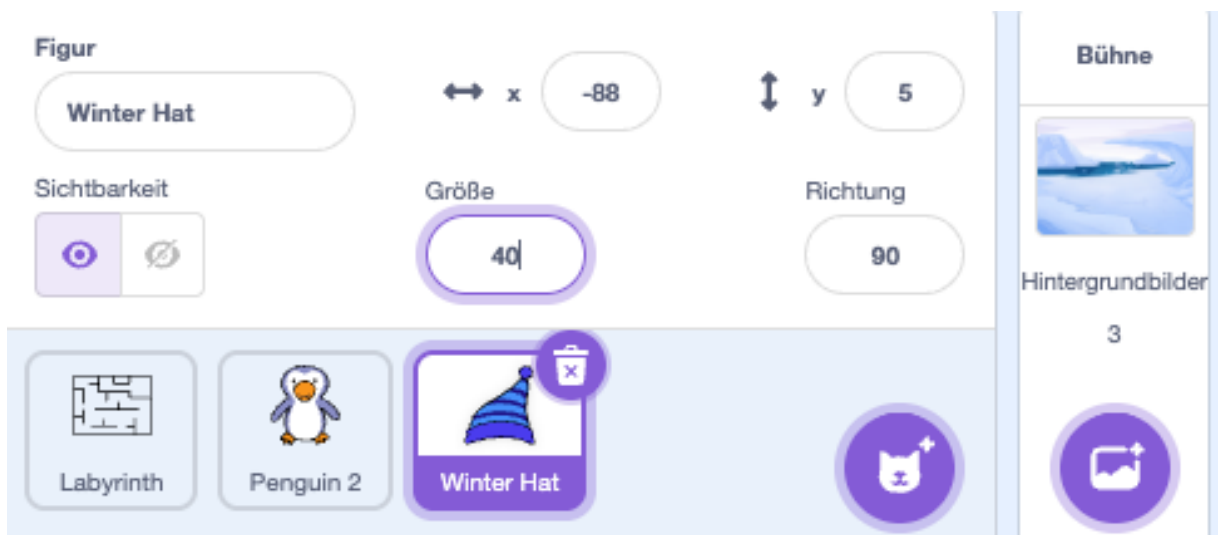 Figur
Winter Hat
x
-88
y
5
Sichtbarkeit
Größe
40
Richtung
90
Labyrinth
Penguin 2
Winter Hat
Bühne
Hintergrundbilder
3